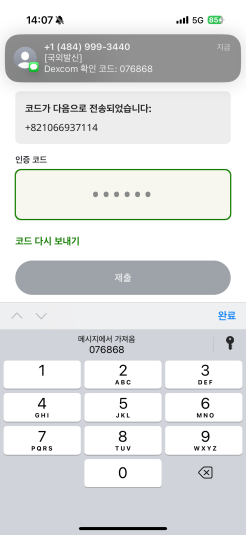 14:07
5G
65
+1 (484) 999-3440
지금
[국외발신]
Dexcom 확인 코드: 076868
코드가 다음으로 전송되었습니다:
+821066937114
인증 코드
코드 다시 보내기
제출
완료
메시지에서 가져옴
076868
1
2
ABC
3
DEF
4
GHI
5
JKL
6
MNO
7
PQRS
8
TUV
9
WXYZ
0